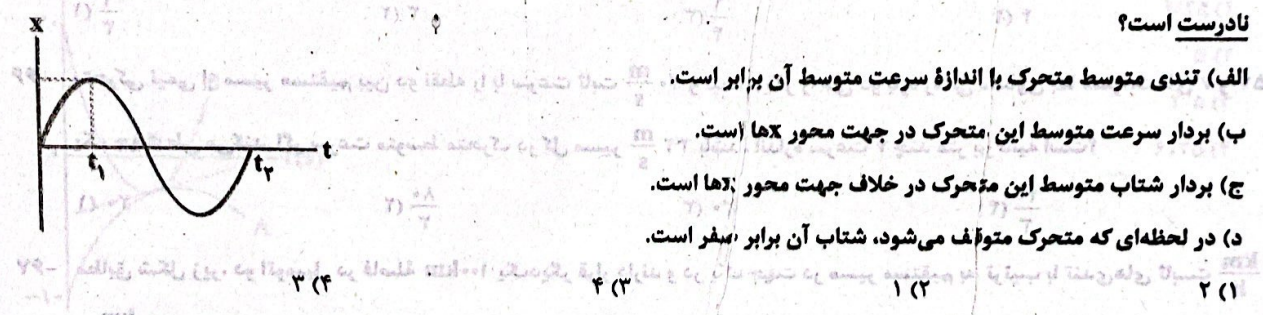 نادرست است؟
الف) تندی متوسط متحرک با اندازهٔ سرعت متوسط آن برابر است.
ب) بردار سرعت متوسط این متحرک در جهت محور xها است.
ج) بردار شتاب متوسط این متحرک در خلاف جهت محور xها است.
د) در لحظه‌ای که متحرک متوقف می‌شود، شتاب آن برابر صفر است.
۱) ۲ ۲) ۱ ۳) ۴ ۴) ۳
x
t₁ t₂ t